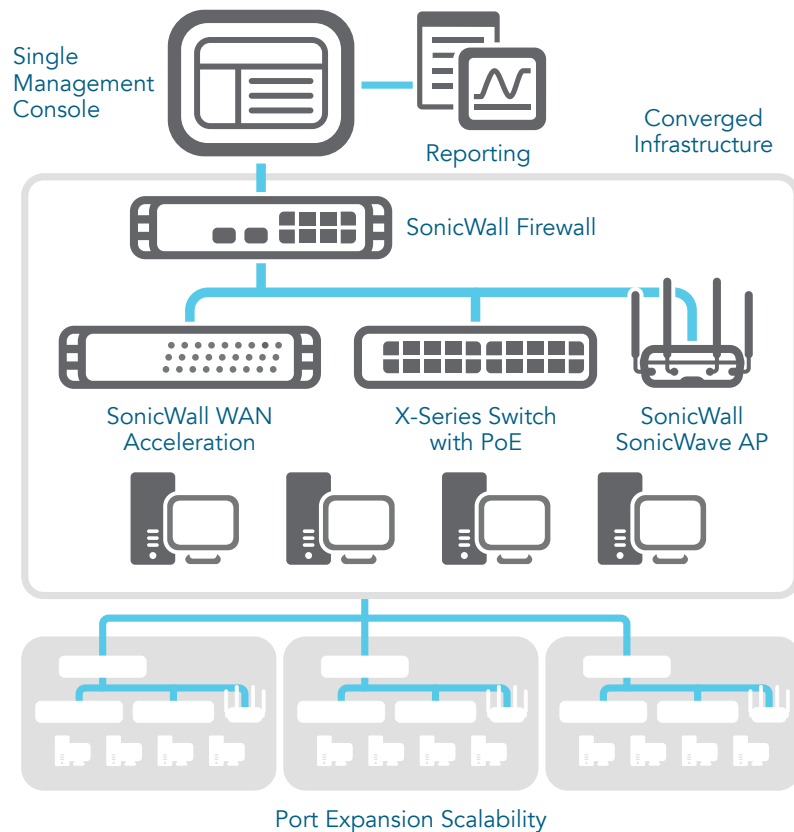 Single
Management
Console
Reporting
Converged
Infrastructure
SonicWall Firewall
SonicWall WAN
Acceleration
X-Series Switch
with PoE
SonicWall
SonicWave AP
Port Expansion Scalability